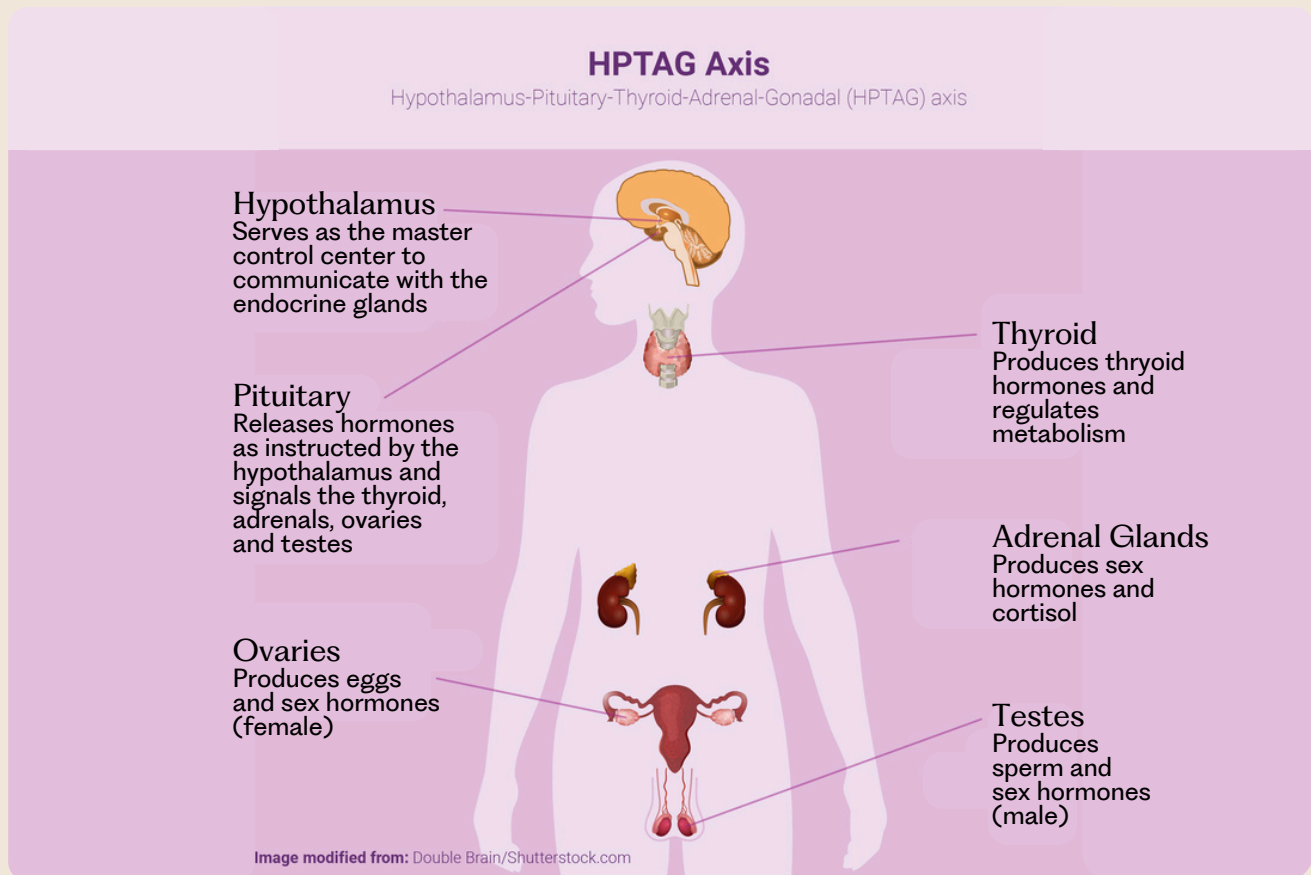 HPTAG Axis
Hypothalamus-Pituitary-Thyroid-Adrenal-Gonadal (HPTAG) axis
Hypothalamus
Serves as the master
control center to
communicate with the
endocrine glands
Pituitary
Releases hormones
as instructed by the
hypothalamus and
signals the thyroid,
adrenals, ovaries
and testes
Ovaries
Produces eggs
and sex hormones
(female)
Thyroid
Produces thryoid
hormones and
regulates
metabolism
Adrenal Glands
Produces sex
hormones and
cortisol
Testes
Produces
sperm and
sex hormones
(male)
Image modified from: Double Brain/Shutterstock.com